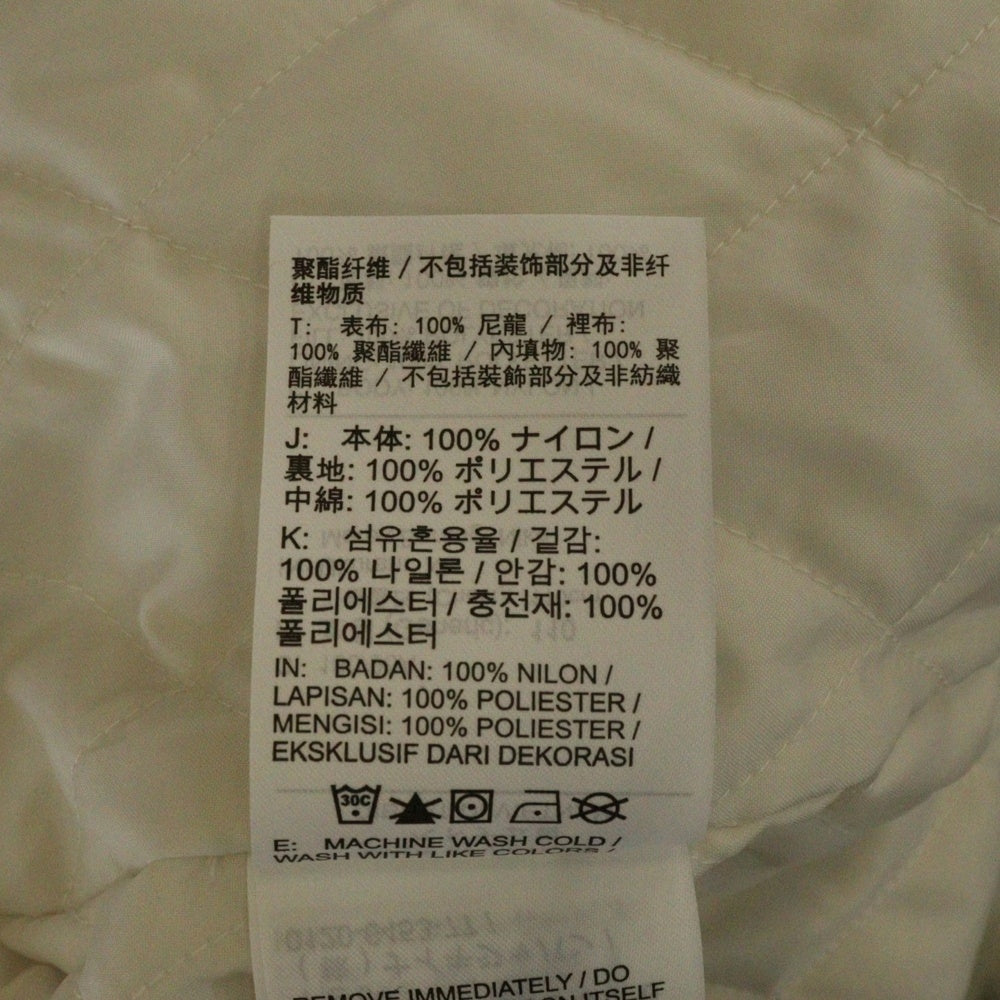 聚酯纤维 / 不包括装饰部分及非纤
维物质
T: 表布: 100% 尼龍 / 裡布:
100% 聚酯纖維 / 內填物: 100% 聚
酯纖維 / 不包括裝飾部分及非紡織
材料
J: 本体: 100% ナイロン /
裏地: 100% ポリエステル /
中綿: 100% ポリエステル
K: 섬유혼용율 / 겉감:
100% 나일론 / 안감: 100%
폴리에스터 / 충전재: 100%
폴리에스터
IN: BADAN: 100% NILON /
LAPISAN: 100% POLIESTER /
MENGISI: 100% POLIESTER /
EKSKLUSIF DARI DEKORASI
30C
E: MACHINE WASH COLD /
WASH WITH LIKE COLORS /
REMOVE IMMEDIATELY / DO
ON ITSELF